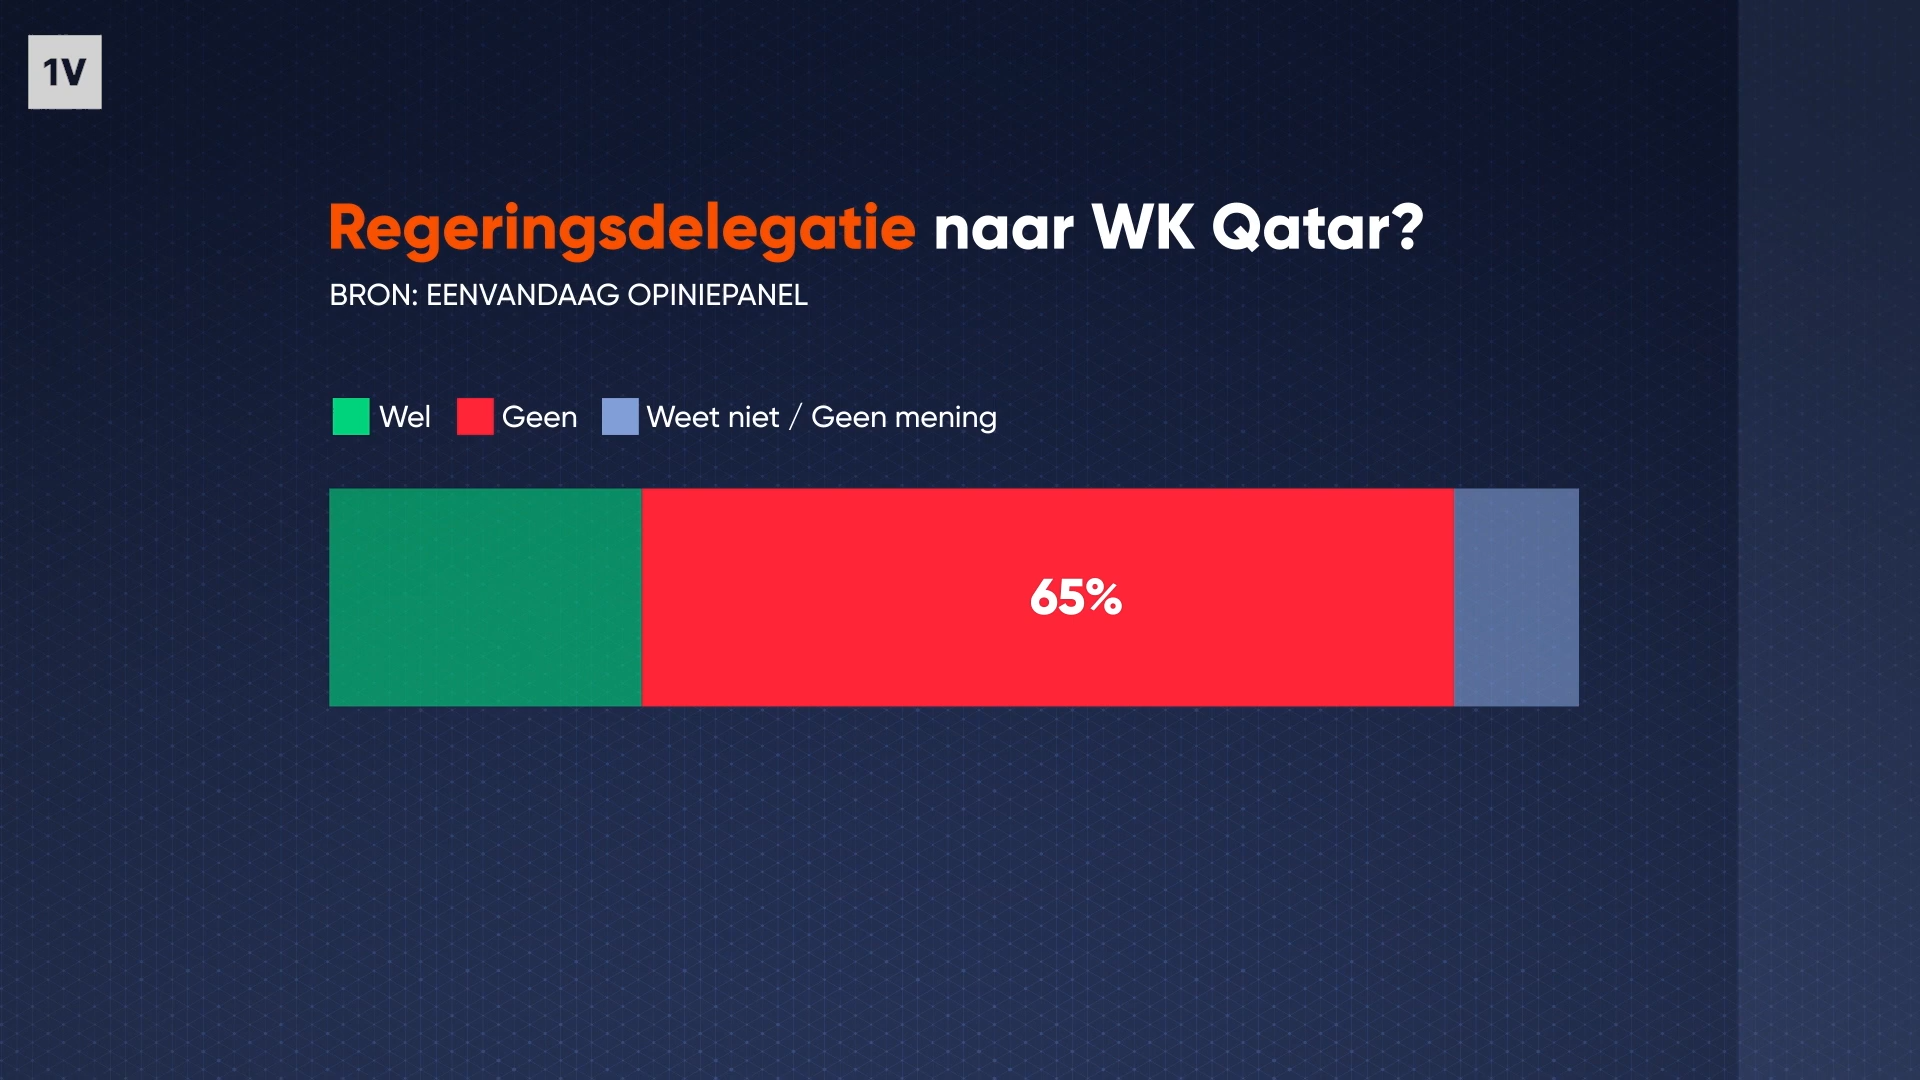 1V
Regeringsdelegatie naar WK Qatar?
BRON: EENVANDAAG OPINIEPANEL
Wel Geen Weet niet / Geen mening
65%